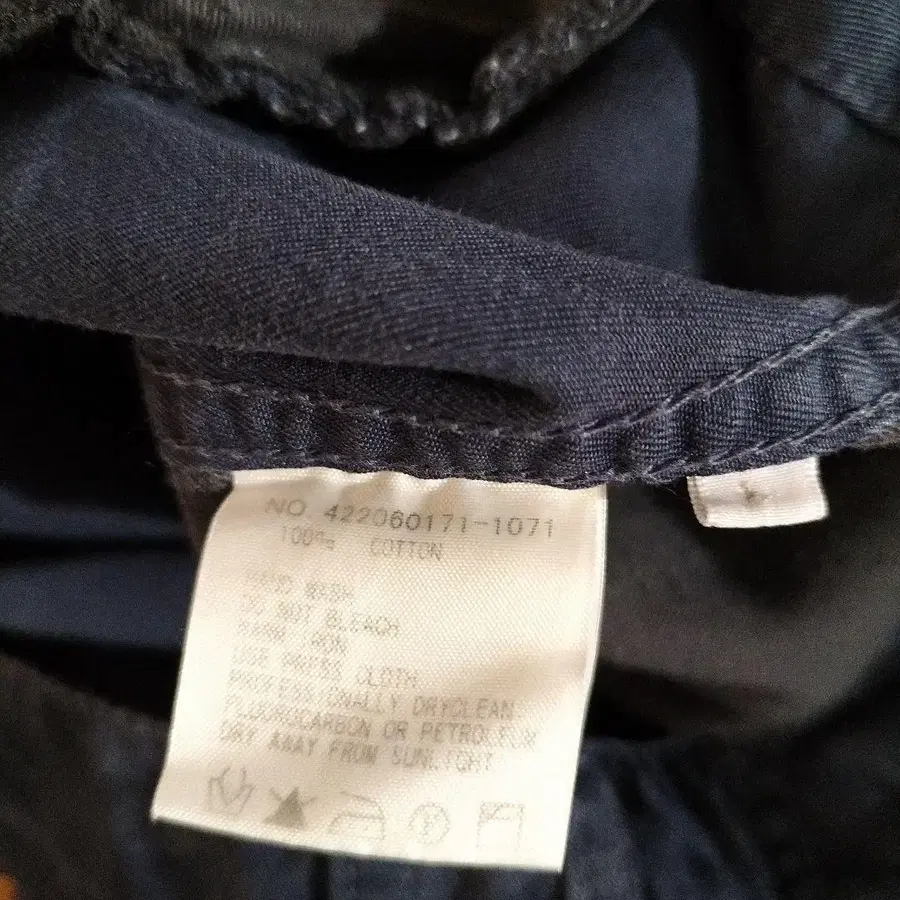 NO. 422060171-1071
100% COTTON
HAND WASH
DO NOT BLEACH
WARM IRON
USE PRESS CLOTH
PROFESSIONALLY DRYCLEAN-
FLUOROCARBON OR PETROLEUM
DRY AWAY FROM SUNLIGHT